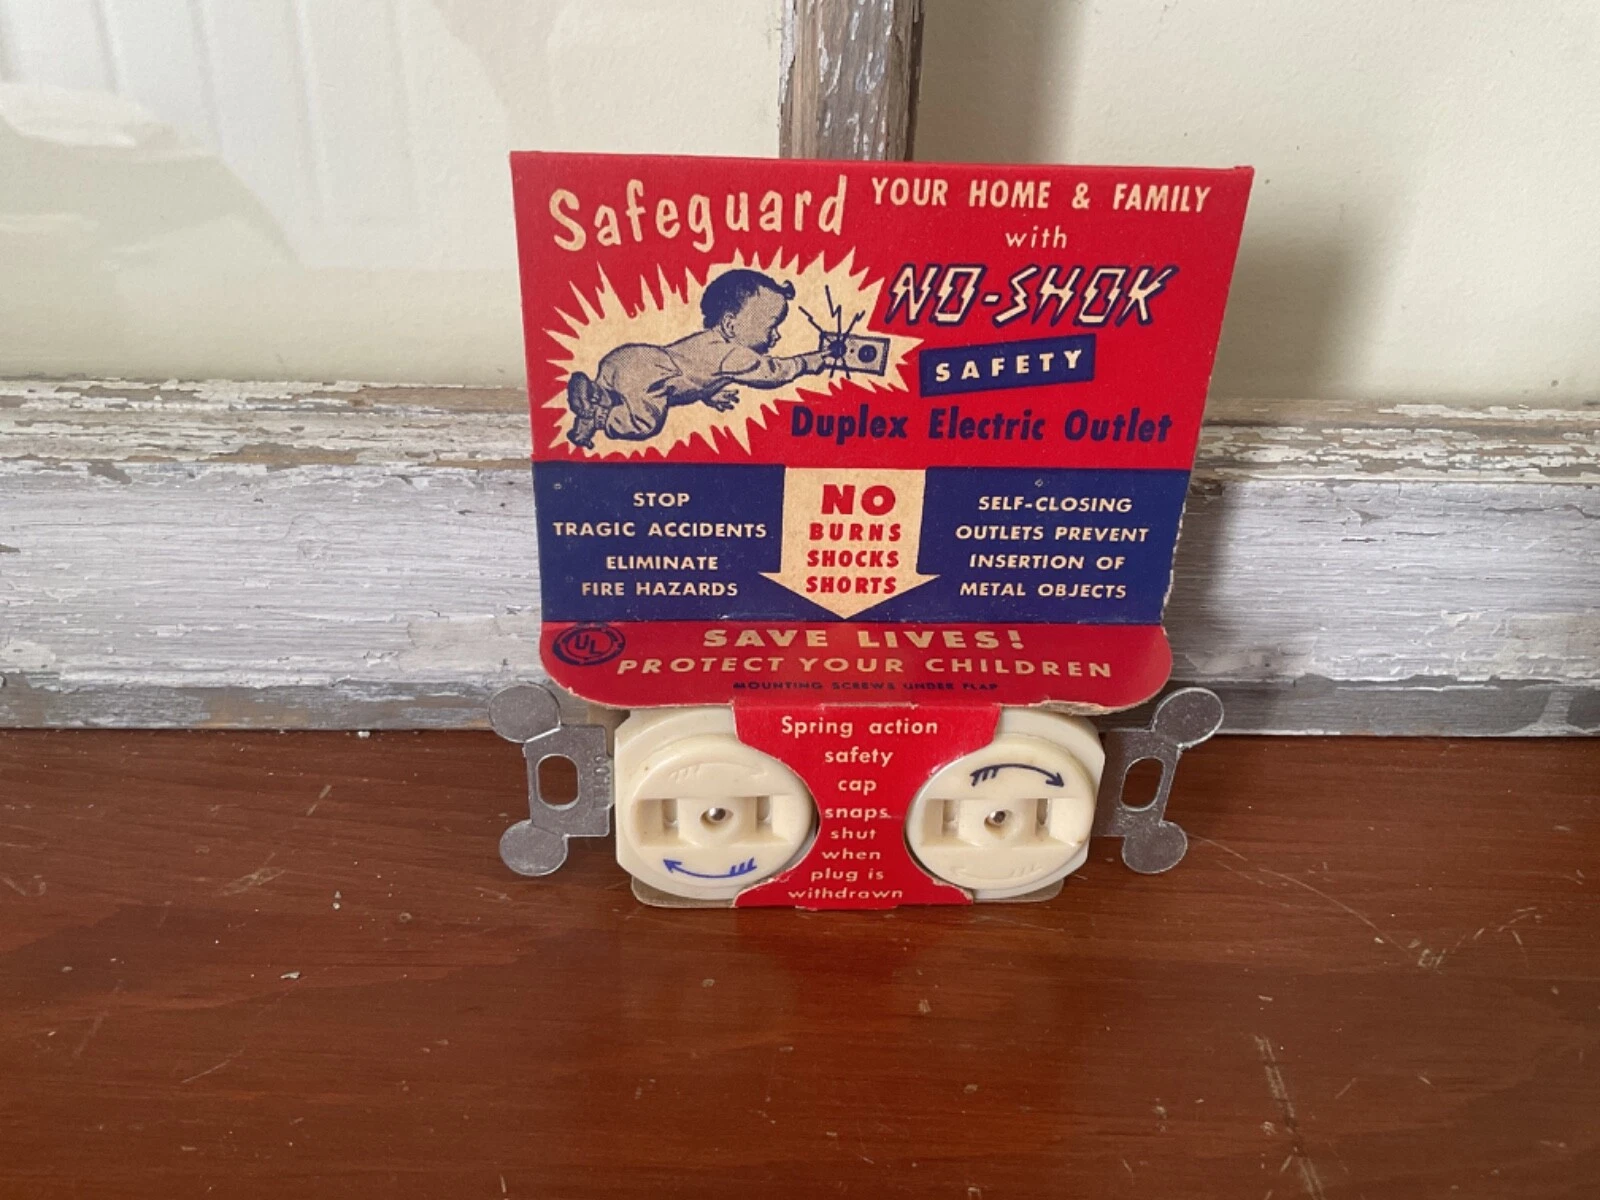 Safeguard YOUR HOME & FAMILY
with
NO-SHOK
SAFETY
Duplex Electric Outlet
STOP
TRAGIC ACCIDENTS
ELIMINATE
FIRE HAZARDS
NO
BURNS
SHOCKS
SHORTS
SELF-CLOSING
OUTLETS PREVENT
INSERTION OF
METAL OBJECTS
UL
SAVE LIVES!
PROTECT YOUR CHILDREN
MOUNTING SCREWS UNDER FLAP
Spring action
safety
cap
snaps
shut
when
plug is
withdrawn